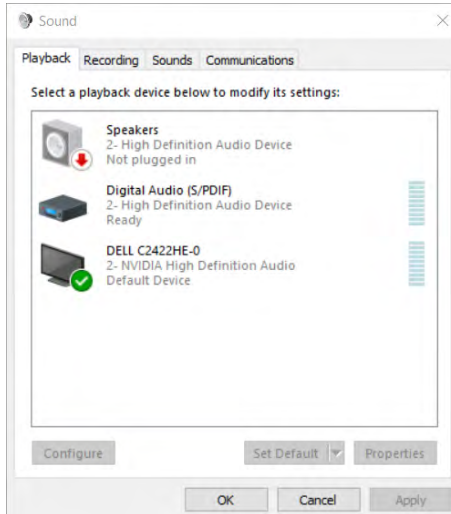 Sound
Playback Recording Sounds Communications
Select a playback device below to modify its settings:
Speakers
2- High Definition Audio Device
Not plugged in
Digital Audio (S/PDIF)
2- High Definition Audio Device
Ready
DELL C2422HE-0
2- NVIDIA High Definition Audio
Default Device
Configure Set Default Properties
OK Cancel Apply